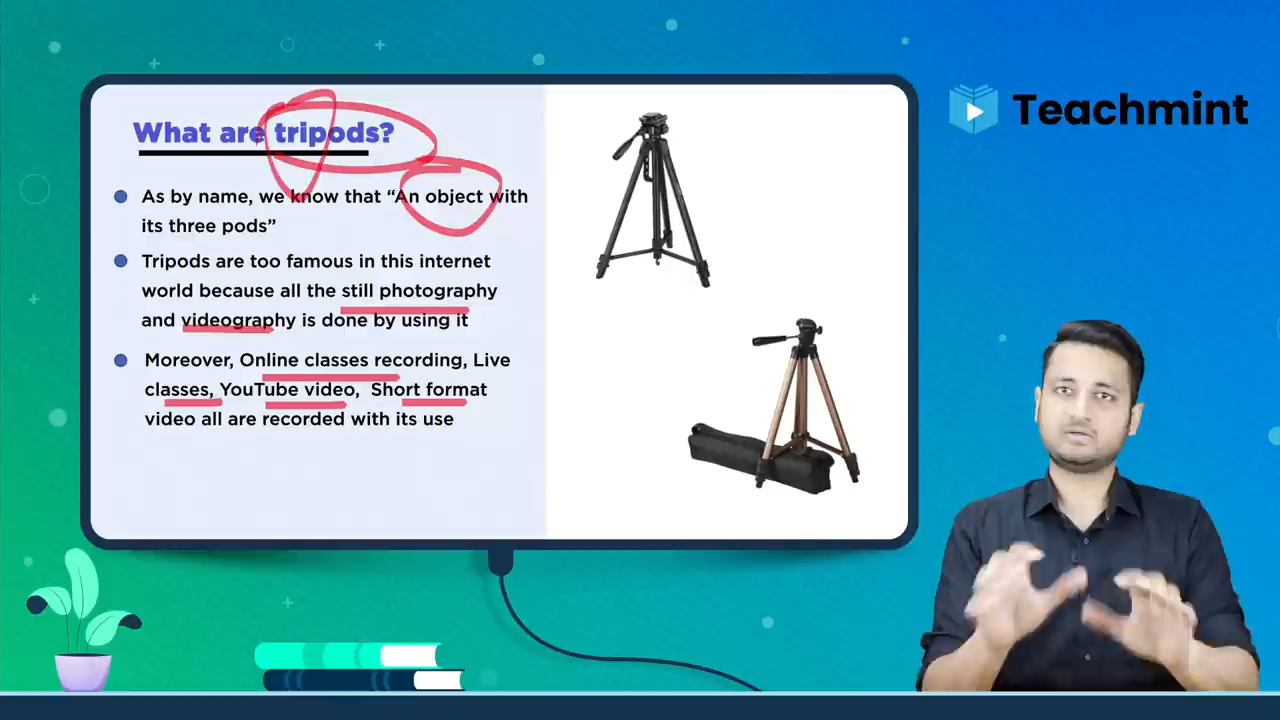 What are tripods?
As by name, we know that “An object with
its three pods”
Tripods are too famous in this internet
world because all the still photography
and videography is done by using it
Moreover, Online classes recording, Live
classes, YouTube video, Short format
video all are recorded with its use
Teachmint